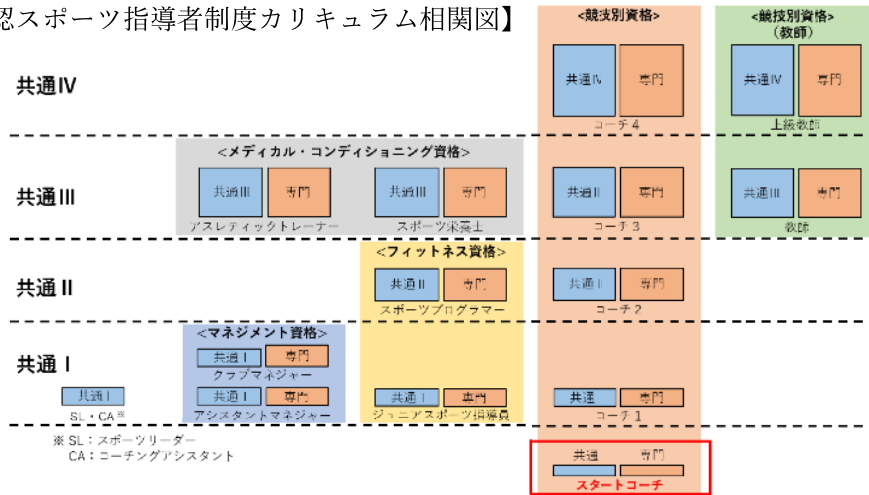 認スポーツ指導者制度カリキュラム相関図】
<競技別資格>
<競技別資格>
(教師)
共通Ⅳ
共通Ⅳ 専門
コーチ4
共通Ⅳ 専門
上級教師
<メディカル・コンディショニング資格>
共通Ⅲ
共通Ⅲ 専門
アスレティックトレーナー
共通Ⅲ 専門
スポーツ栄養士
共通Ⅱ 専門
コーチ3
共通Ⅲ 専門
教師
<フィットネス資格>
共通Ⅱ
共通Ⅱ 専門
スポーツプログラマー
共通Ⅱ 専門
コーチ2
<マネジメント資格>
共通Ⅰ
共通Ⅰ 専門
クラブマネジャー
共通Ⅰ
SL・CA※
共通Ⅰ 専門
アシスタントマネジャー
共通Ⅰ 専門
ジュニアスポーツ指導員
共通 専門
コーチ1
※ SL：スポーツリーダー
CA：コーチングアシスタント
共通 専門
スタートコーチ